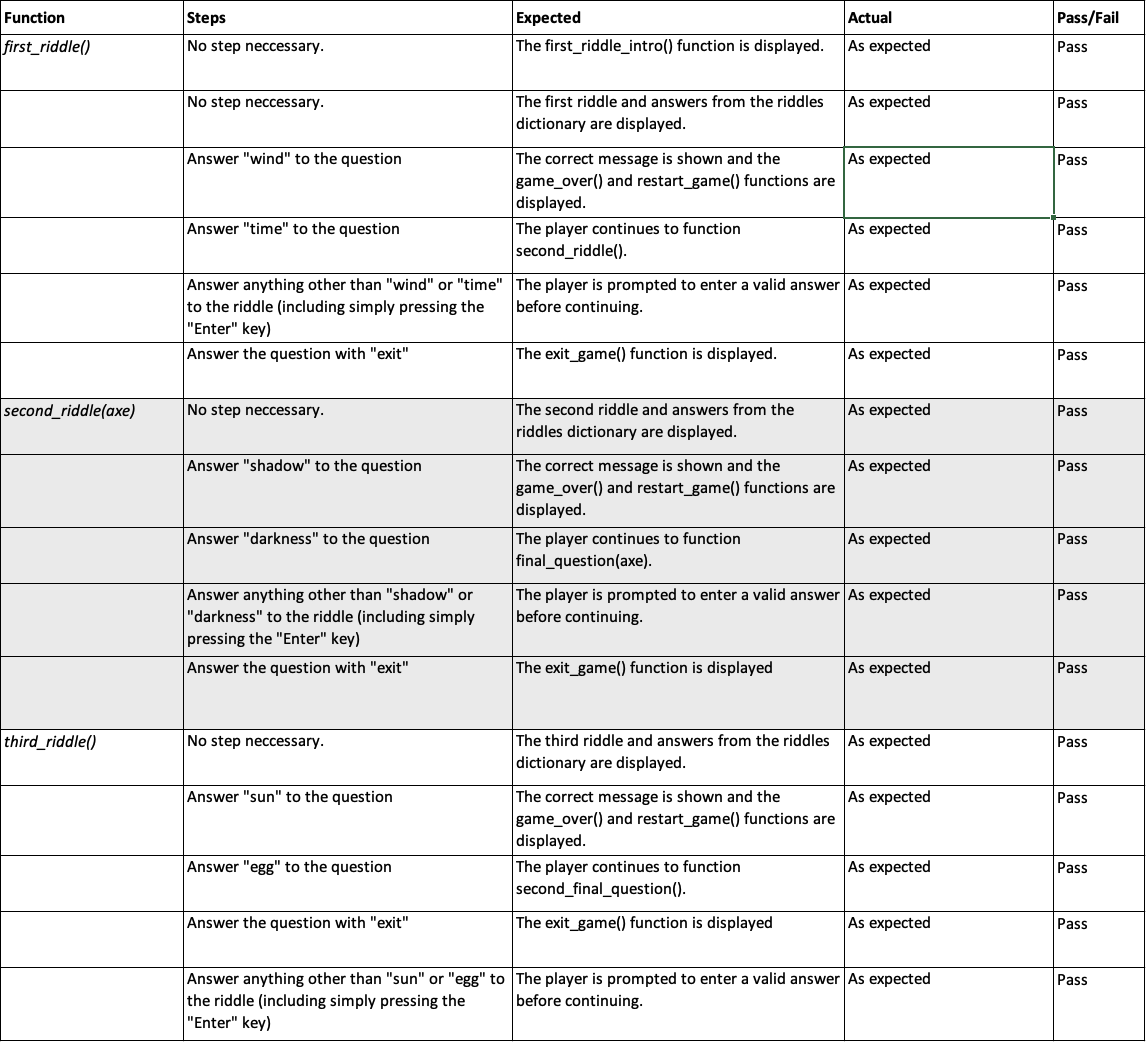 Function Steps Expected Actual Pass/Fail
first_riddle() No step neccessary. The first_riddle_intro() function is displayed. As expected Pass
No step neccessary. The first riddle and answers from the riddles As expected Pass
dictionary are displayed.
Answer "wind" to the question The correct message is shown and the As expected Pass
game_over() and restart_game() functions are
displayed.
Answer "time" to the question The player continues to function As expected Pass
second_riddle().
Answer anything other than "wind" or "time" The player is prompted to enter a valid answer As expected Pass
to the riddle (including simply pressing the before continuing.
"Enter" key)
Answer the question with "exit" The exit_game() function is displayed. As expected Pass
second_riddle(axe) No step neccessary. The second riddle and answers from the As expected Pass
riddles dictionary are displayed.
Answer "shadow" to the question The correct message is shown and the As expected Pass
game_over() and restart_game() functions are
displayed.
Answer "darkness" to the question The player continues to function As expected Pass
final_question(axe).
Answer anything other than "shadow" or The player is prompted to enter a valid answer As expected Pass
"darkness" to the riddle (including simply before continuing.
pressing the "Enter" key)
Answer the question with "exit" The exit_game() function is displayed As expected Pass
third_riddle() No step neccessary. The third riddle and answers from the riddles As expected Pass
dictionary are displayed.
Answer "sun" to the question The correct message is shown and the As expected Pass
game_over() and restart_game() functions are
displayed.
Answer "egg" to the question The player continues to function As expected Pass
second_final_question().
Answer the question with "exit" The exit_game() function is displayed As expected Pass
Answer anything other than "sun" or "egg" to The player is prompted to enter a valid answer As expected Pass
the riddle (including simply pressing the before continuing.
"Enter" key)